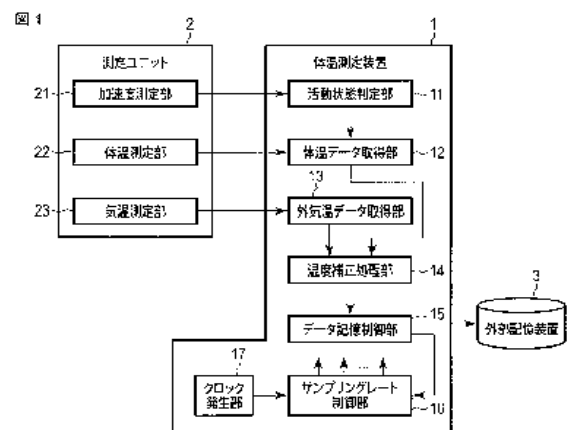 図1
2
1
測定ユニット
体温測定装置
21
加速度測定部
活動状態判定部
11
22
体温測定部
体温データ取得部
12
13
23
気温測定部
外気温データ取得部
温度補正処理部
14
3
15
データ記憶制御部
外部記憶装置
17
クロック
発生部
サンプリングレート
制御部
16